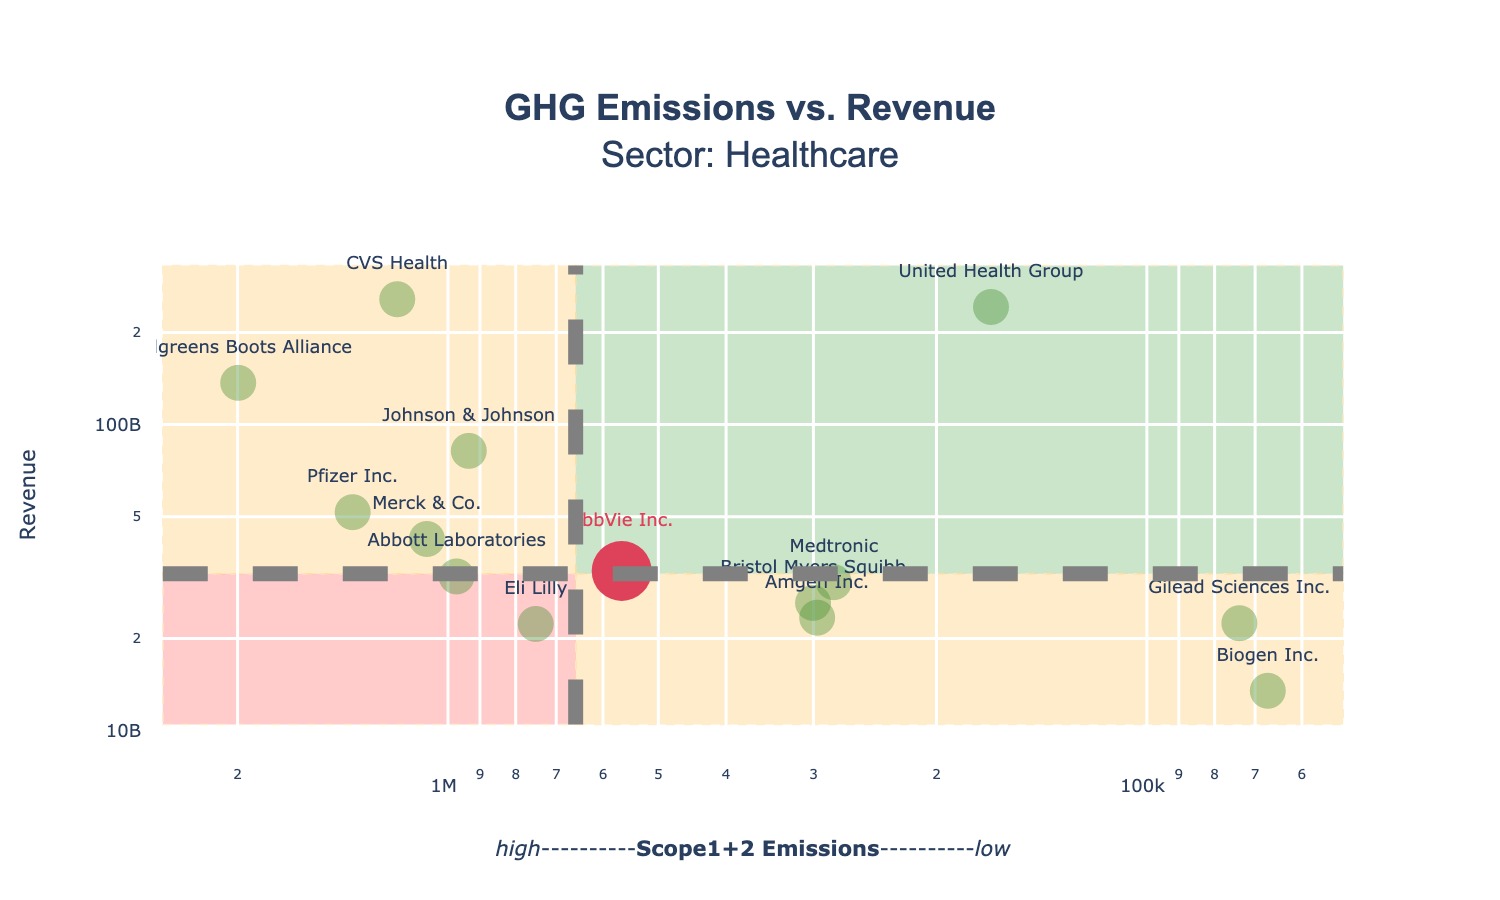 GHG Emissions vs. Revenue
Sector: Healthcare
CVS Health
United Health Group
2
lgreens Boots Alliance
Johnson & Johnson
100B
Pfizer Inc.
Merck & Co.
5
bbVie Inc.
Abbott Laboratories
Medtronic
Bristol Myers Squibb
Amgen Inc.
Eli Lilly
Gilead Sciences Inc.
2
Biogen Inc.
10B
Revenue
2 9 8 7 6 5 4 3 2 9 8 7 6
1M 100k
high----------Scope1+2 Emissions----------low